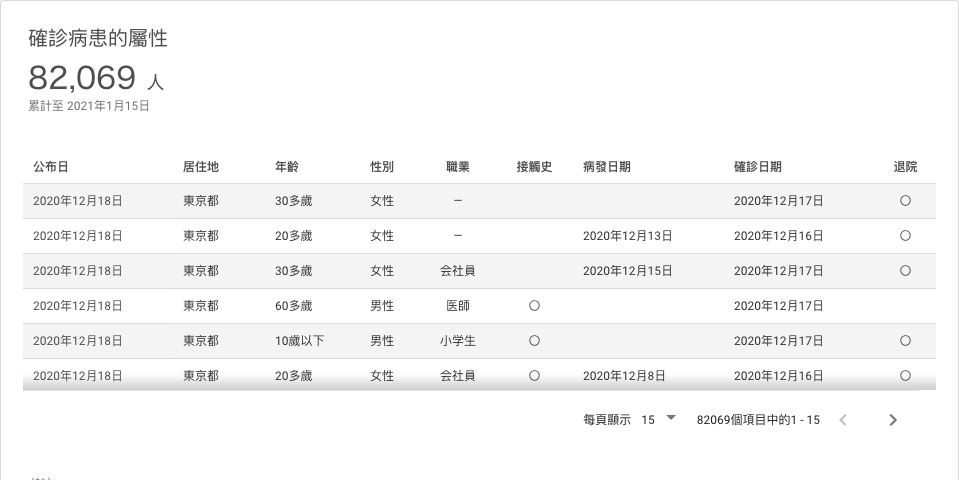 確診病患的屬性
82,069 人
累計至 2021年1月15日
公布日 居住地 年齡 性別 職業 接觸史 病發日期 確診日期 退院
2020年12月18日 東京都 30多歲 女性 － 2020年12月17日 〇
2020年12月18日 東京都 20多歲 女性 － 2020年12月13日 2020年12月16日 〇
2020年12月18日 東京都 30多歲 女性 会社員 2020年12月15日 2020年12月17日 〇
2020年12月18日 東京都 60多歲 男性 医師 〇 2020年12月17日
2020年12月18日 東京都 10歲以下 男性 小学生 〇 2020年12月17日 〇
2020年12月18日 東京都 20多歲 女性 会社員 〇 2020年12月8日 2020年12月16日 〇
每頁顯示 15 82069個項目中的1 - 15